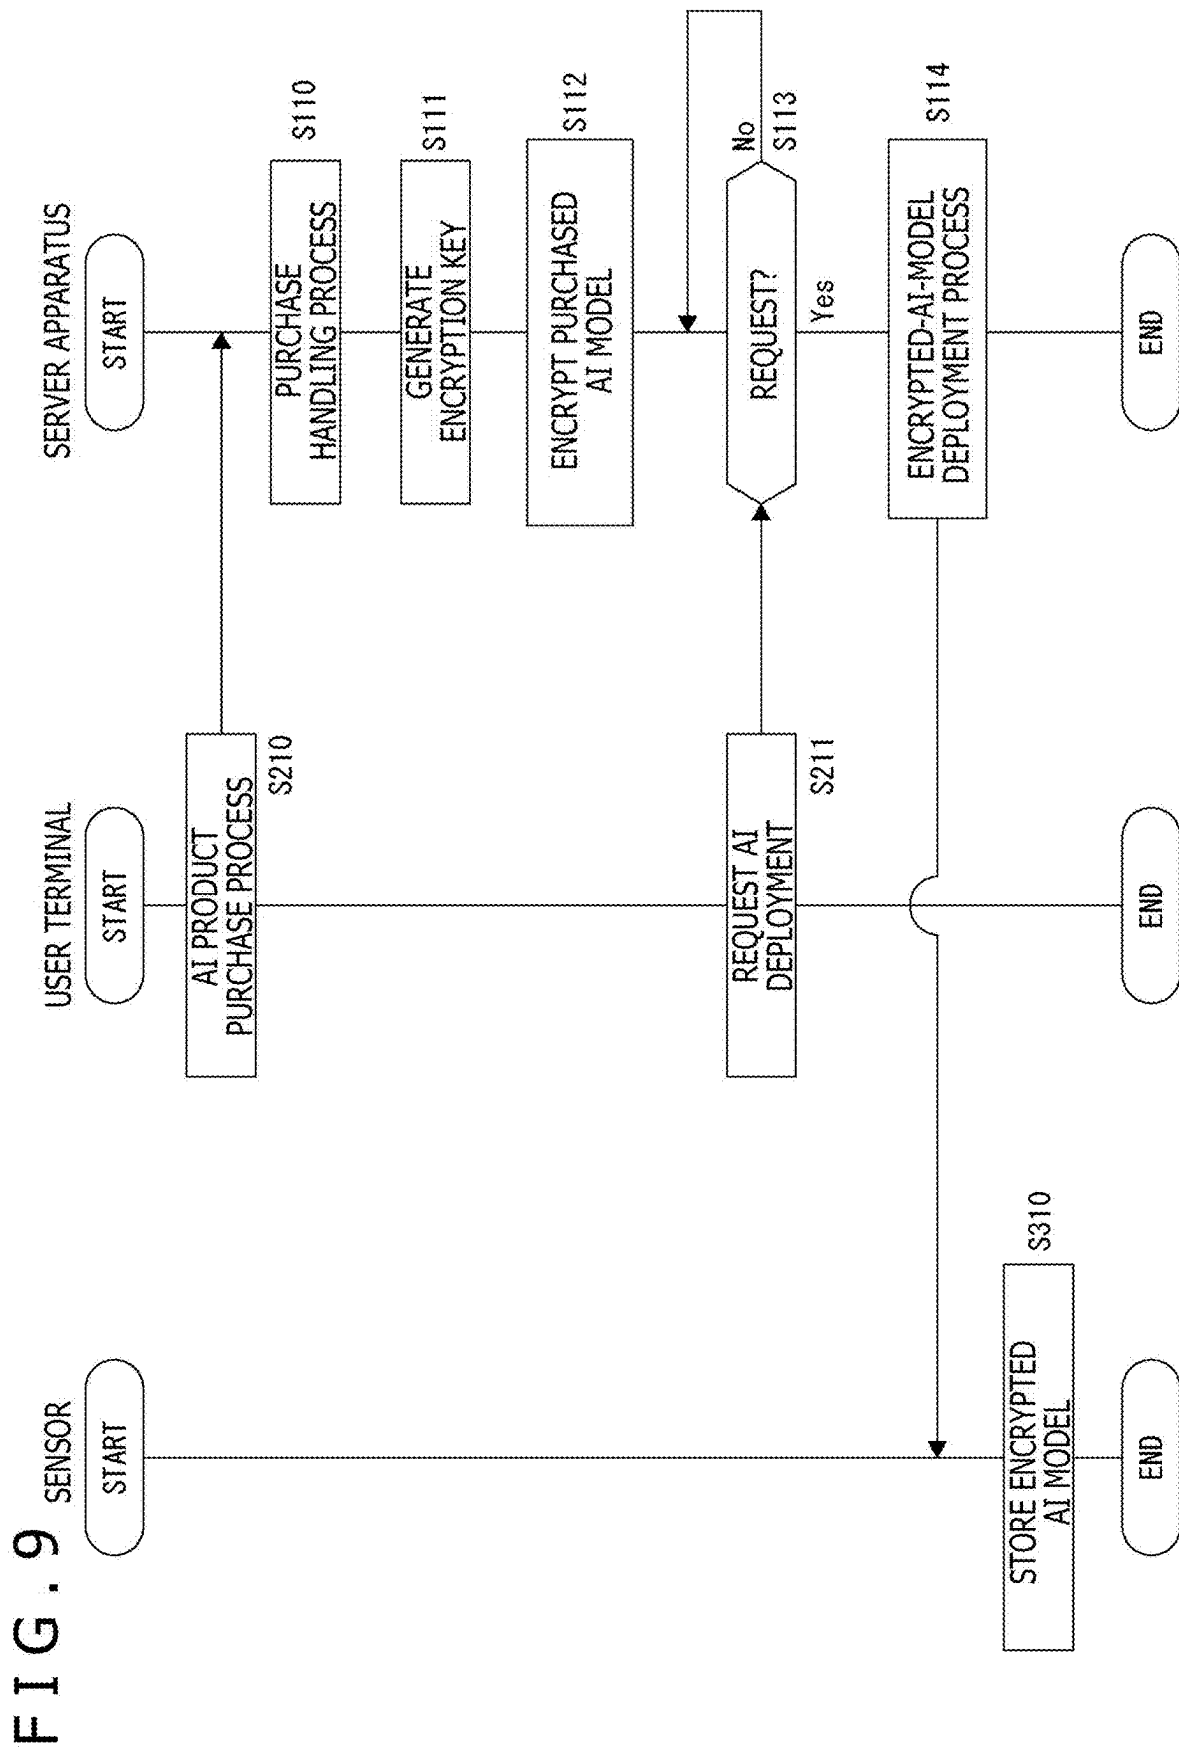 FIG. 9
SENSOR
START
STORE ENCRYPTED
AI MODEL
S310
END
USER TERMINAL
START
AI PRODUCT
PURCHASE PROCESS
S210
REQUEST AI
DEPLOYMENT
S211
END
SERVER APPARATUS
START
PURCHASE
HANDLING PROCESS
S110
GENERATE
ENCRYPTION KEY
S111
ENCRYPT PURCHASED
AI MODEL
S112
REQUEST?
No
S113
Yes
ENCRYPTED-AI-MODEL
DEPLOYMENT PROCESS
S114
END